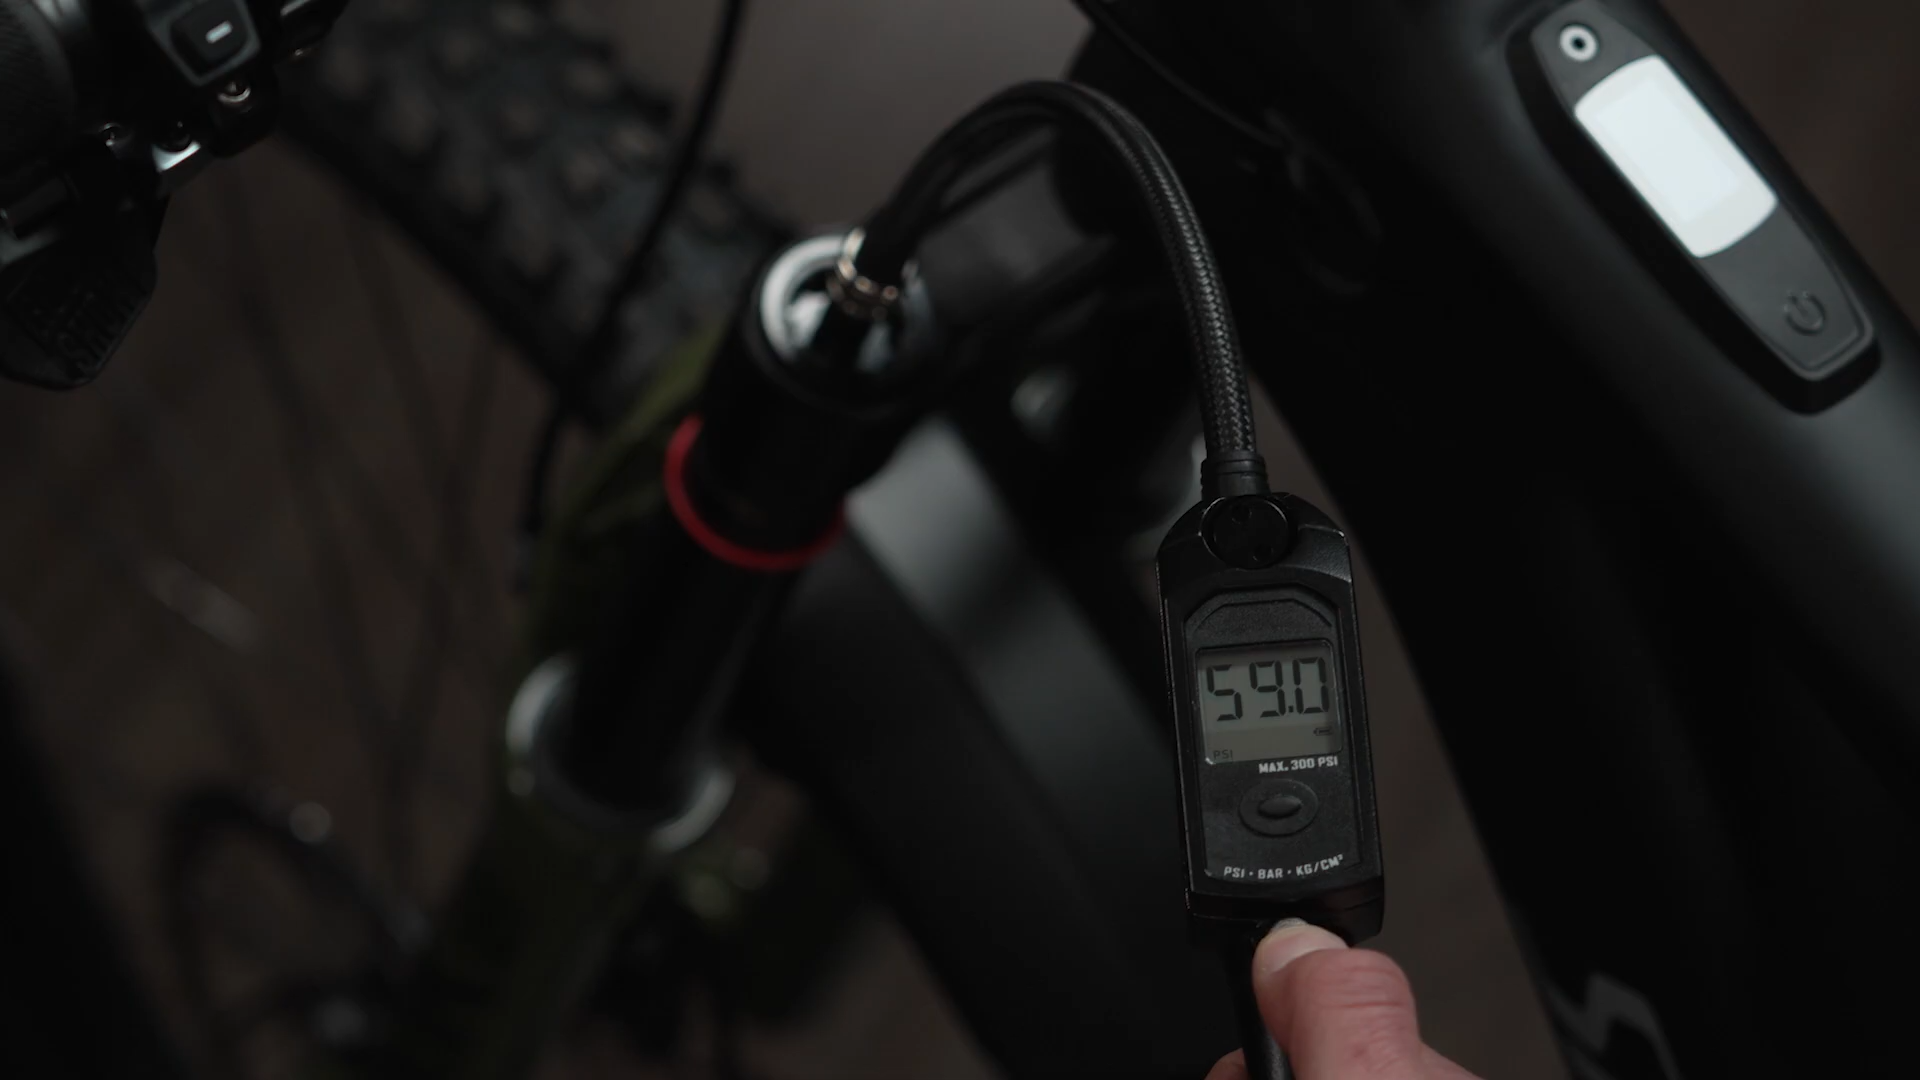 59.0
PSI
MAX. 300 PSI
PSI • BAR • KG/CM²